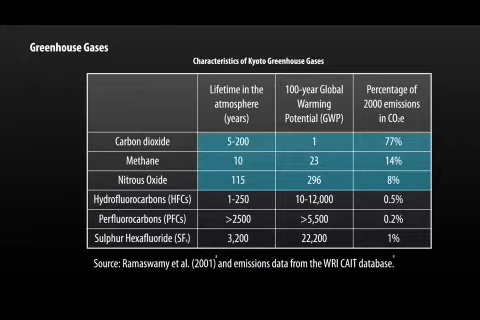 Greenhouse Gases
Characteristics of Kyoto Greenhouse Gases
Lifetime in the atmosphere (years) 100-year Global Warming Potential (GWP) Percentage of 2000 emissions in CO₂e
Carbon dioxide 5-200 1 77%
Methane 10 23 14%
Nitrous Oxide 115 296 8%
Hydrofluorocarbons (HFCs) 1-250 10-12,000 0.5%
Perfluorocarbons (PFCs) >2500 >5,500 0.2%
Sulphur Hexafluoride (SF₆) 3,200 22,200 1%
Source: Ramaswamy et al. (2001) and emissions data from the WRI CAIT database.